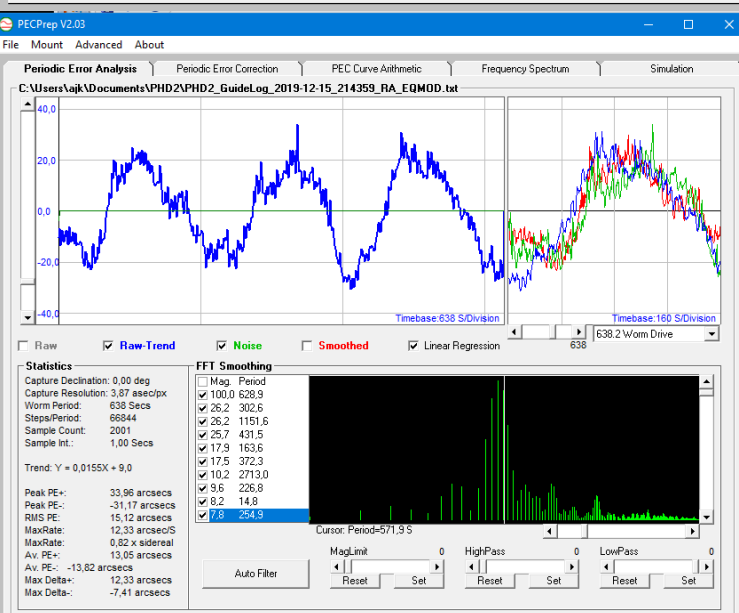 PECPrep V2.03
File Mount Advanced About
Periodic Error Analysis Periodic Error Correction PEC Curve Arithmetic Frequency Spectrum Simulation
C:\Users\ajk\Documents\PHD2\PHD2_GuideLog_2019-12-15_214359_RA_EQMOD.txt
40,0
20,0
0,0
-20,0
-40,0
Timebase:638 S/Division
Timebase:160 S/Division
638
638.2 Worm Drive
Raw Raw-Trend Noise Smoothed Linear Regression
Statistics
Capture Declination: 0,00 deg
Capture Resolution: 3,87 asec/px
Worm Period: 638 Secs
Steps/Period: 66844
Sample Count: 2001
Sample Int.: 1,00 Secs
Trend: Y = 0,0155X + 9,0
Peak PE+: 33,96 arcsecs
Peak PE-: -31,17 arcsecs
RMS PE: 15,12 arcsecs
MaxRate: 12,33 arcsec/S
MaxRate: 0,82 x sidereal
Av. PE+: 13,05 arcsecs
Av. PE-: -13,82 arcsecs
Max Delta+: 12,33 arcsecs
Max Delta-: -7,41 arcsecs
FFT Smoothing
Mag. Period
100,0 628,9
26,2 302,6
26,2 1151,6
25,7 431,5
17,9 163,6
17,5 372,3
10,2 2713,0
9,6 226,8
8,2 14,8
7,8 254,9
Cursor: Period=571,9 S
Auto Filter
MagLimit 0
Reset Set
HighPass 0
Reset Set
LowPass 0
Reset Set